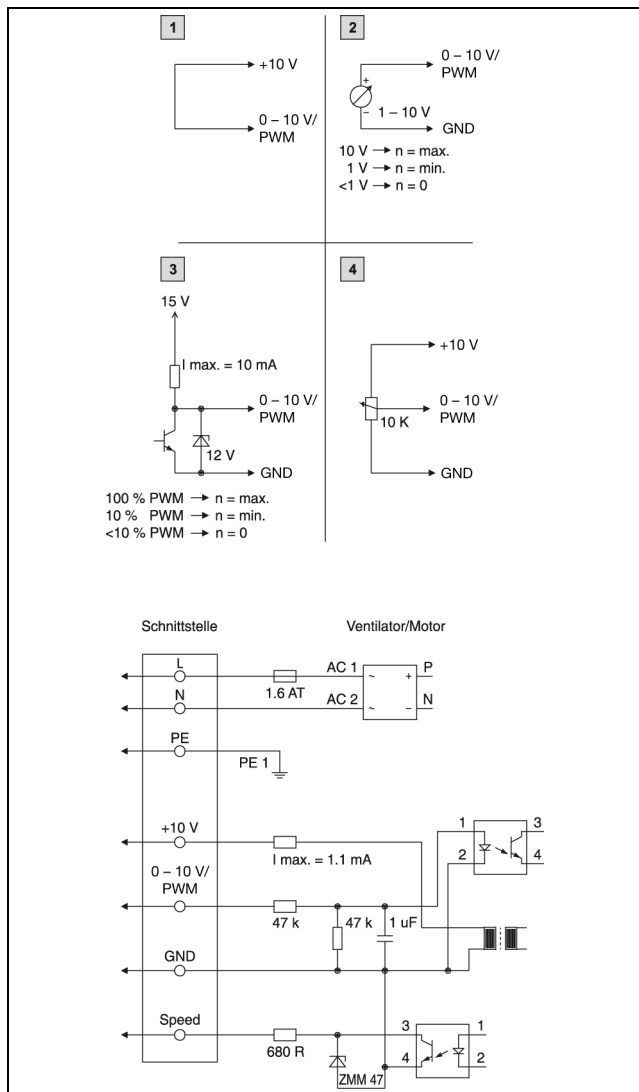 1
+10 V
0 – 10 V/
PWM
2
0 – 10 V/
PWM
+
−
1 – 10 V
GND
10 V → n = max.
1 V → n = min.
<1 V → n = 0
3
15 V
I max. = 10 mA
0 – 10 V/
PWM
12 V
GND
100 % PWM → n = max.
10 % PWM → n = min.
<10 % PWM → n = 0
4
+10 V
0 – 10 V/
PWM
10 K
GND
Schnittstelle
Ventilator/Motor
L
1.6 AT
AC 1
~ +
P
N
AC 2
~ −
N
PE
PE 1
+10 V
I max. = 1.1 mA
1
3
2
4
0 – 10 V/
PWM
47 k
47 k
1 uF
GND
Speed
680 R
ZMM 47
3
1
4
2